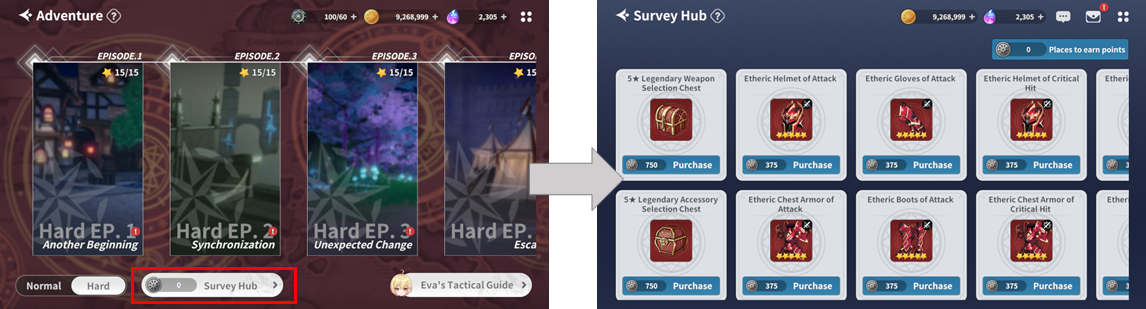 Adventure ?
100/60 +
9,268,999 +
2,305 +
EPISODE.1
15/15
Hard EP. 1
Another Beginning
EPISODE.2
15/15
Hard EP. 2
Synchronization
EPISODE.3
15/15
Hard EP. 3
Unexpected Change
EPISO
15
Hard
Esca
Normal
Hard
0
Survey Hub >
Eva's Tactical Guide >
Survey Hub ?
9,268,999 +
2,305 +
0 Places to earn points
5★ Legendary Weapon
Selection Chest
750 Purchase
Etheric Helmet of Attack
375 Purchase
Etheric Gloves of Attack
375 Purchase
Etheric Helmet of Critical
Hit
375 Purchase
Ether
5★ Legendary Accessory
Selection Chest
750 Purchase
Etheric Chest Armor of
Attack
375 Purchase
Etheric Boots of Attack
375 Purchase
Etheric Chest Armor of
Critical Hit
375 Purchase